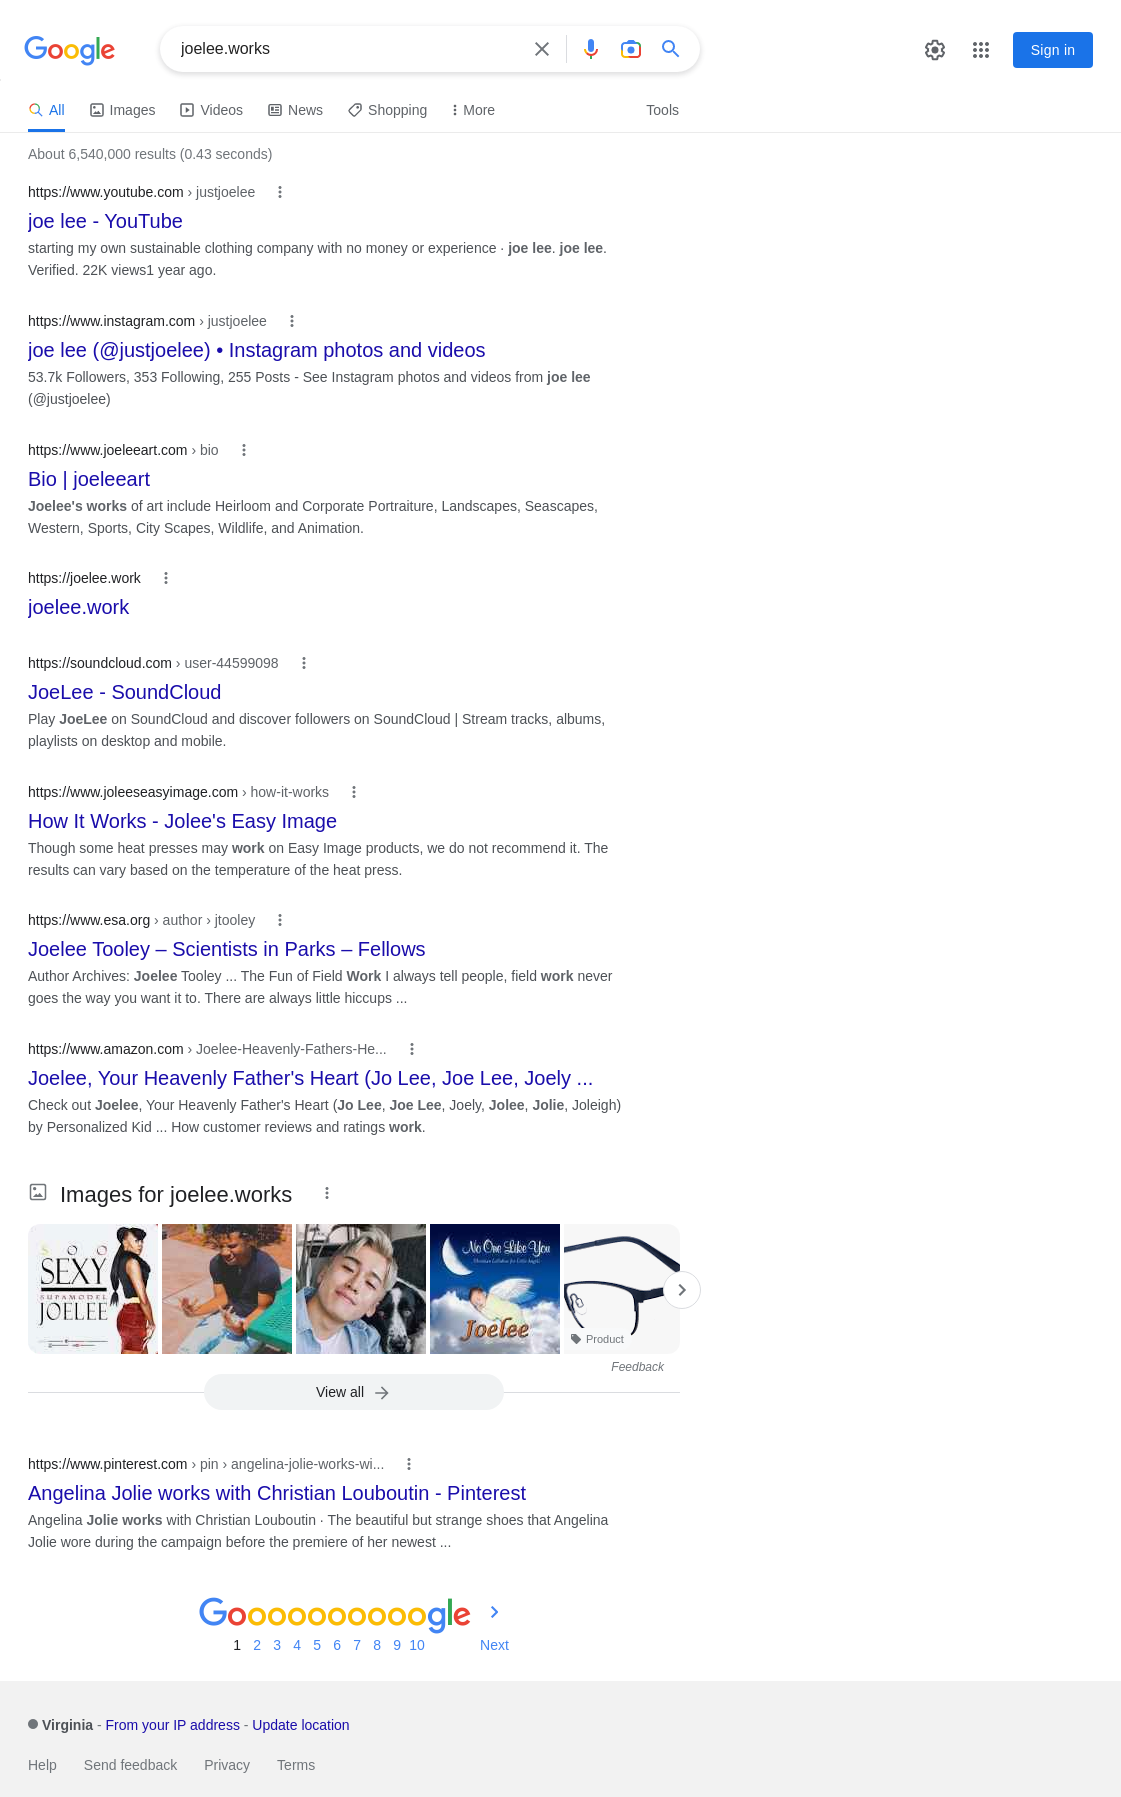 Google
joelee.works
Sign in
All Images Videos News Shopping More Tools
About 6,540,000 results (0.43 seconds)
https://www.youtube.com › justjoelee
joe lee - YouTube
starting my own sustainable clothing company with no money or experience · joe lee. joe lee.
Verified. 22K views1 year ago.
https://www.instagram.com › justjoelee
joe lee (@justjoelee) • Instagram photos and videos
53.7k Followers, 353 Following, 255 Posts - See Instagram photos and videos from joe lee
(@justjoelee)
https://www.joeleeart.com › bio
Bio | joeleeart
Joelee's works of art include Heirloom and Corporate Portraiture, Landscapes, Seascapes,
Western, Sports, City Scapes, Wildlife, and Animation.
https://joelee.work
joelee.work
https://soundcloud.com › user-44599098
JoeLee - SoundCloud
Play JoeLee on SoundCloud and discover followers on SoundCloud | Stream tracks, albums,
playlists on desktop and mobile.
https://www.joleeseasyimage.com › how-it-works
How It Works - Jolee's Easy Image
Though some heat presses may work on Easy Image products, we do not recommend it. The
results can vary based on the temperature of the heat press.
https://www.esa.org › author › jtooley
Joelee Tooley – Scientists in Parks – Fellows
Author Archives: Joelee Tooley ... The Fun of Field Work I always tell people, field work never
goes the way you want it to. There are always little hiccups ...
https://www.amazon.com › Joelee-Heavenly-Fathers-He...
Joelee, Your Heavenly Father's Heart (Jo Lee, Joe Lee, Joely ...
Check out Joelee, Your Heavenly Father's Heart (Jo Lee, Joe Lee, Joely, Jolee, Jolie, Joleigh)
by Personalized Kid ... How customer reviews and ratings work.
Images for joelee.works
SOO
SEXY
SUPAMODEL
JOELEE
No One Like You
Joelee
Product
Feedback
View all
https://www.pinterest.com › pin › angelina-jolie-works-wi...
Angelina Jolie works with Christian Louboutin - Pinterest
Angelina Jolie works with Christian Louboutin · The beautiful but strange shoes that Angelina
Jolie wore during the campaign before the premiere of her newest ...
Goooooooooogle
1 2 3 4 5 6 7 8 9 10 Next
Virginia - From your IP address - Update location
Help Send feedback Privacy Terms